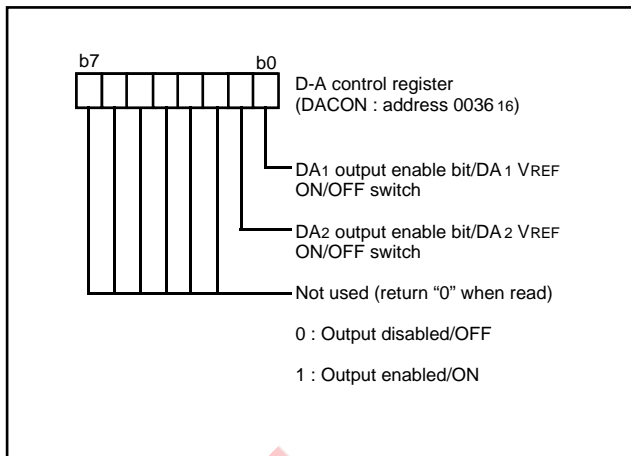 b7 b0
D-A control register
(DACON : address 0036 16)
DA1 output enable bit/DA 1 VREF
ON/OFF switch
DA2 output enable bit/DA 2 VREF
ON/OFF switch
Not used (return “0” when read)
0 : Output disabled/OFF
1 : Output enabled/ON